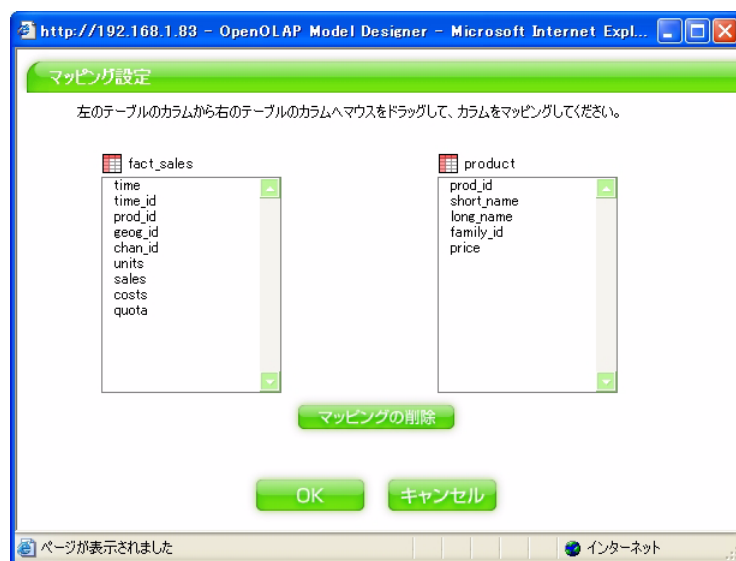 http://192.168.1.83 - OpenOLAP Model Designer - Microsoft Internet Expl...
マッピング設定
左のテーブルのカラムから右のテーブルのカラムへマウスをドラッグして、カラムをマッピングしてください。
fact_sales
time
time_id
prod_id
geog_id
chan_id
units
sales
costs
quota
product
prod_id
short_name
long_name
family_id
price
マッピングの削除
OK
キャンセル
ページが表示されました
インターネット